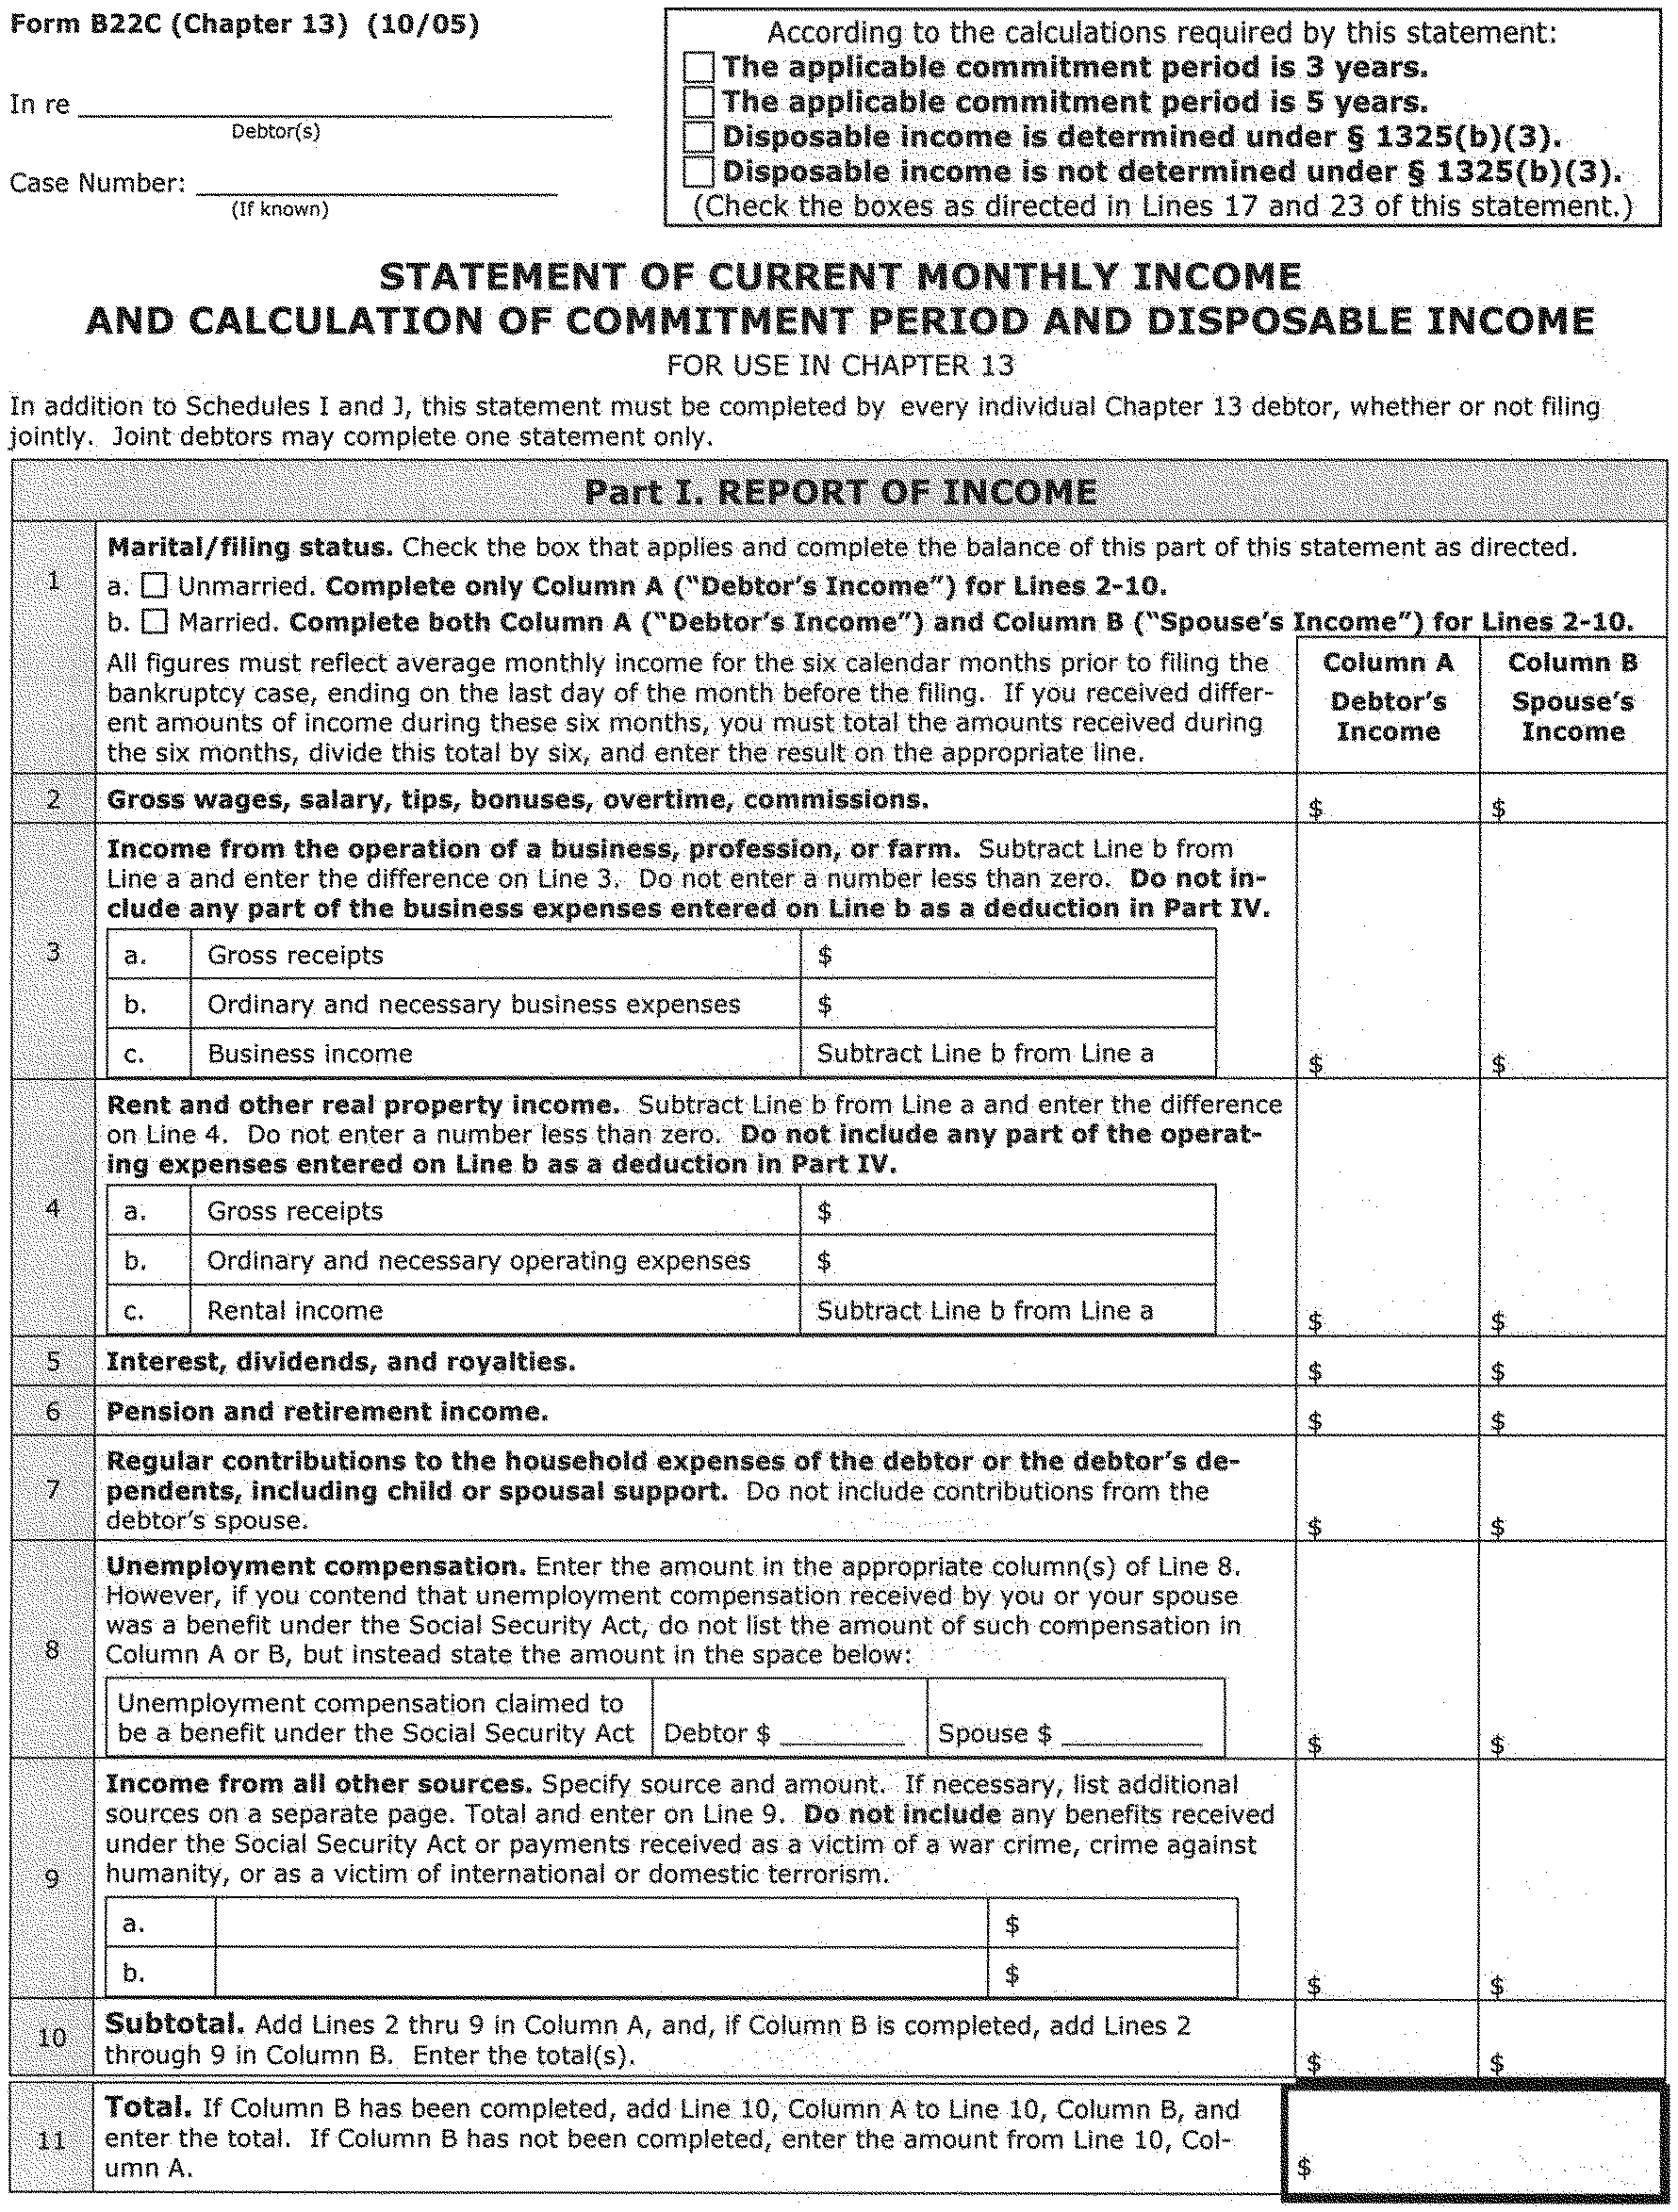 Form B22C (Chapter 13) (10/05)
In re
Debtor(s)
Case Number:
(If known)
According to the calculations required by this statement:
The applicable commitment period is 3 years.
The applicable commitment period is 5 years.
Disposable income is determined under § 1325(b)(3).
Disposable income is not determined under § 1325(b)(3).
(Check the boxes as directed in Lines 17 and 23 of this statement.)
STATEMENT OF CURRENT MONTHLY INCOME
AND CALCULATION OF COMMITMENT PERIOD AND DISPOSABLE INCOME
FOR USE IN CHAPTER 13
In addition to Schedules I and J, this statement must be completed by every individual Chapter 13 debtor, whether or not filing
jointly. Joint debtors may complete one statement only.
Part I. REPORT OF INCOME
1
Marital/filing status. Check the box that applies and complete the balance of this part of this statement as directed.
a. Unmarried. Complete only Column A (“Debtor’s Income”) for Lines 2-10.
b. Married. Complete both Column A (“Debtor’s Income”) and Column B (“Spouse’s Income”) for Lines 2-10.
All figures must reflect average monthly income for the six calendar months prior to filing the
bankruptcy case, ending on the last day of the month before the filing. If you received differ-
ent amounts of income during these six months, you must total the amounts received during
the six months, divide this total by six, and enter the result on the appropriate line.
Column A
Debtor’s
Income
Column B
Spouse’s
Income
2 Gross wages, salary, tips, bonuses, overtime, commissions. $ $
3
Income from the operation of a business, profession, or farm. Subtract Line b from
Line a and enter the difference on Line 3. Do not enter a number less than zero. Do not in-
clude any part of the business expenses entered on Line b as a deduction in Part IV.
a. Gross receipts $
b. Ordinary and necessary business expenses $
c. Business income Subtract Line b from Line a $ $
4
Rent and other real property income. Subtract Line b from Line a and enter the difference
on Line 4. Do not enter a number less than zero. Do not include any part of the operat-
ing expenses entered on Line b as a deduction in Part IV.
a. Gross receipts $
b. Ordinary and necessary operating expenses $
c. Rental income Subtract Line b from Line a $ $
5 Interest, dividends, and royalties. $ $
6 Pension and retirement income. $ $
7
Regular contributions to the household expenses of the debtor or the debtor’s de-
pendents, including child or spousal support. Do not include contributions from the
debtor’s spouse. $ $
8
Unemployment compensation. Enter the amount in the appropriate column(s) of Line 8.
However, if you contend that unemployment compensation received by you or your spouse
was a benefit under the Social Security Act, do not list the amount of such compensation in
Column A or B, but instead state the amount in the space below:
Unemployment compensation claimed to
be a benefit under the Social Security Act Debtor $ Spouse $ $ $
9
Income from all other sources. Specify source and amount. If necessary, list additional
sources on a separate page. Total and enter on Line 9. Do not include any benefits received
under the Social Security Act or payments received as a victim of a war crime, crime against
humanity, or as a victim of international or domestic terrorism.
a. $
b. $ $ $
10
Subtotal. Add Lines 2 thru 9 in Column A, and, if Column B is completed, add Lines 2
through 9 in Column B. Enter the total(s). $ $
11
Total. If Column B has been completed, add Line 10, Column A to Line 10, Column B, and
enter the total. If Column B has not been completed, enter the amount from Line 10, Col-
umn A. $